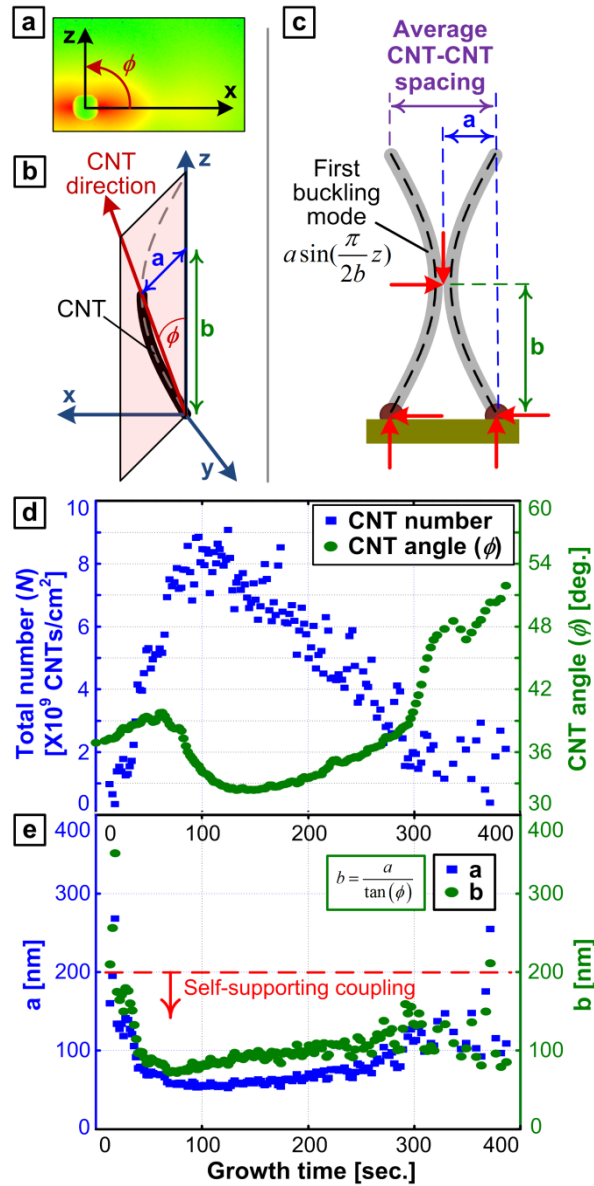 a
z
ϕ
x
b
CNT
direction
z
a
b
CNT
ϕ
x
y
c
Average
CNT-CNT
spacing
a
First
buckling
mode
a sin(π/2b z)
b
d
CNT number
CNT angle (ϕ)
Total number (N)
[X10⁹ CNTs/cm²]
10
8
6
4
2
0
CNT angle (ϕ) [deg.]
60
54
48
42
36
30
0 100 200 300 400
e
a [nm]
400
300
200
100
0
b = a/tan(ϕ)
a
b
Self-supporting coupling
b [nm]
400
300
200
100
0
0 100 200 300 400
Growth time [sec.]